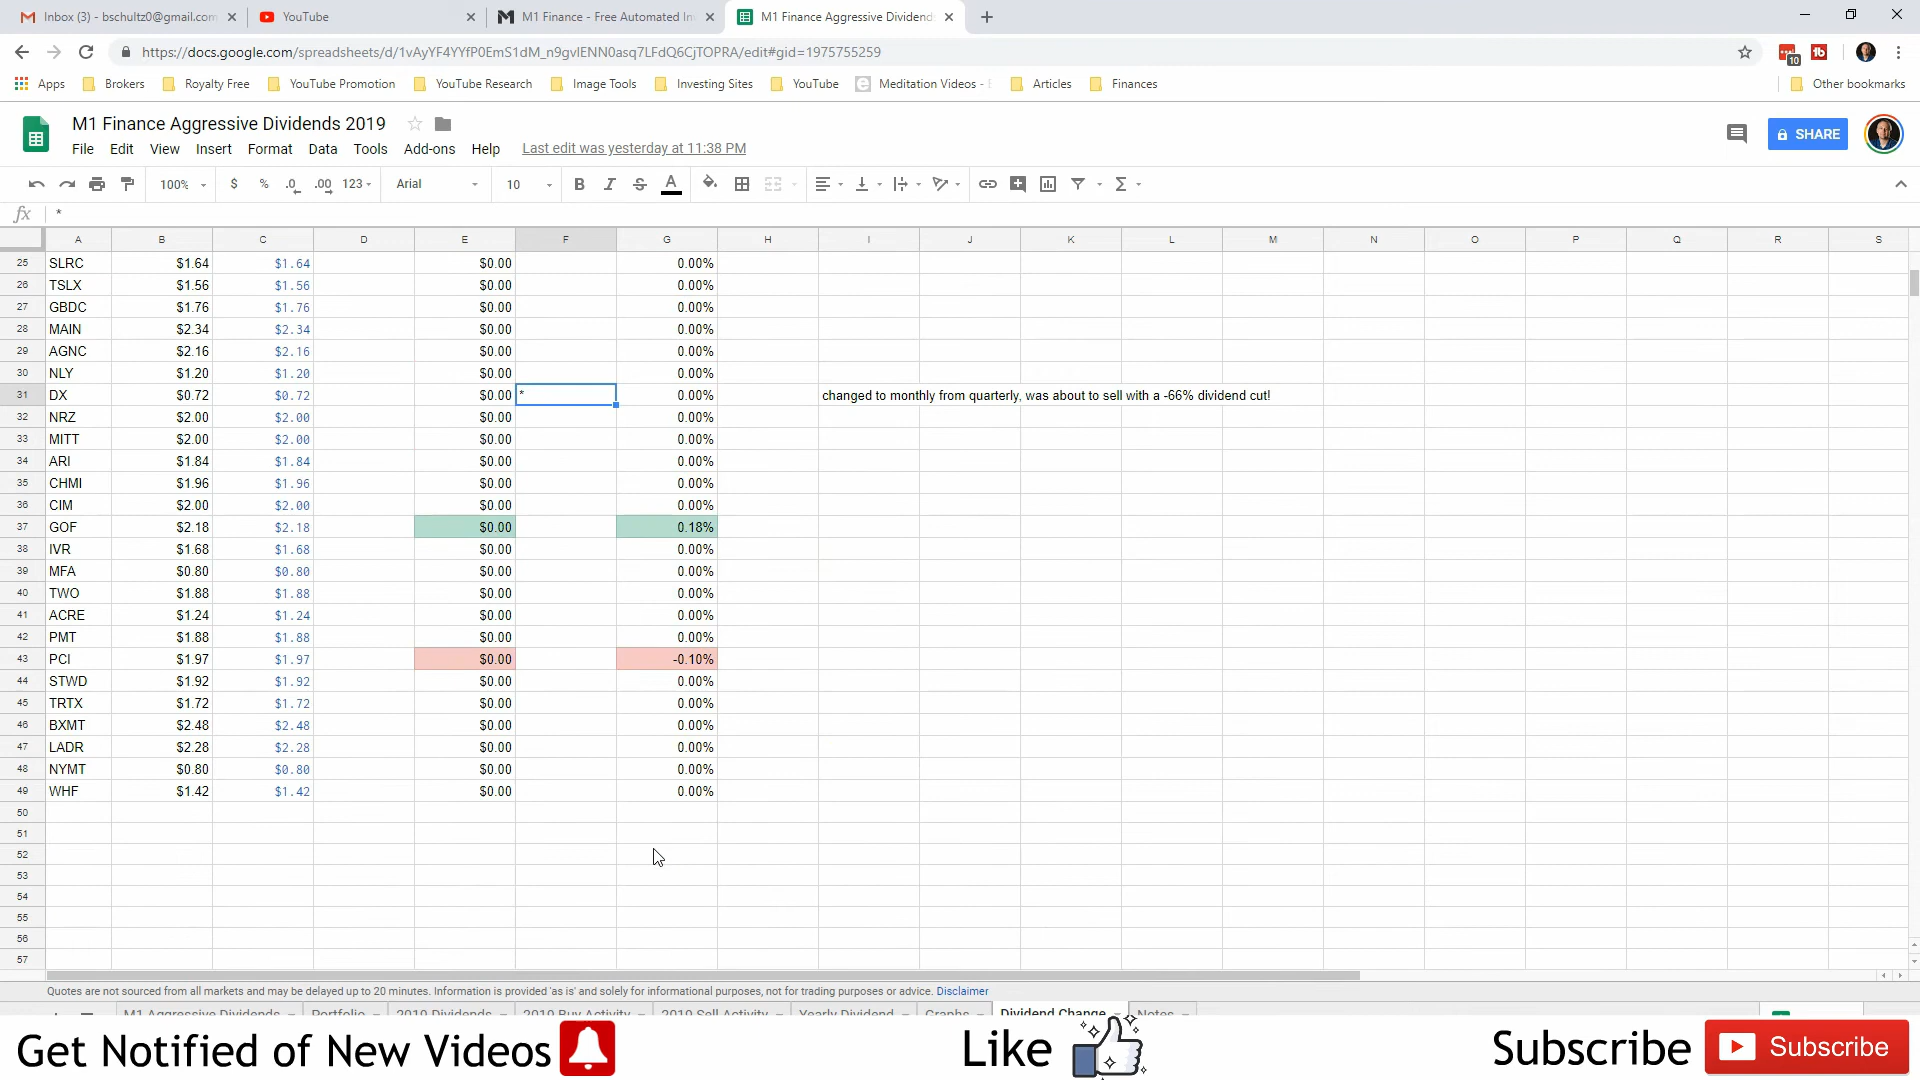 Inbox (3) - bschultz0@gmail.com
YouTube
M1 Finance - Free Automated In
M1 Finance Aggressive Dividend
https://docs.google.com/spreadsheets/d/1vAyYF4YYfP0EmS1dM_n9gvIENN0asq7LFdQ6CjTOPRA/edit#gid=1975755259
10
Apps Brokers Royalty Free YouTube Promotion YouTube Research Image Tools Investing Sites YouTube Meditation Videos - Articles Finances Other bookmarks
M1 Finance Aggressive Dividends 2019
SHARE
File Edit View Insert Format Data Tools Add-ons Help Last edit was yesterday at 11:38 PM
100% $ % .0 .00 123 Arial 10 B I S A Σ
fx *
A B C D E F G H I J K L M N O P Q R S
25 SLRC $1.64 $1.64 $0.00 0.00%
26 TSLX $1.56 $1.56 $0.00 0.00%
27 GBDC $1.76 $1.76 $0.00 0.00%
28 MAIN $2.34 $2.34 $0.00 0.00%
29 AGNC $2.16 $2.16 $0.00 0.00%
30 NLY $1.20 $1.20 $0.00 0.00%
31 DX $0.72 $0.72 $0.00 * 0.00% changed to monthly from quarterly, was about to sell with a -66% dividend cut!
32 NRZ $2.00 $2.00 $0.00 0.00%
33 MITT $2.00 $2.00 $0.00 0.00%
34 ARI $1.84 $1.84 $0.00 0.00%
35 CHMI $1.96 $1.96 $0.00 0.00%
36 CIM $2.00 $2.00 $0.00 0.00%
37 GOF $2.18 $2.18 $0.00 0.18%
38 IVR $1.68 $1.68 $0.00 0.00%
39 MFA $0.80 $0.80 $0.00 0.00%
40 TWO $1.88 $1.88 $0.00 0.00%
41 ACRE $1.24 $1.24 $0.00 0.00%
42 PMT $1.88 $1.88 $0.00 0.00%
43 PCI $1.97 $1.97 $0.00 -0.10%
44 STWD $1.92 $1.92 $0.00 0.00%
45 TRTX $1.72 $1.72 $0.00 0.00%
46 BXMT $2.48 $2.48 $0.00 0.00%
47 LADR $2.28 $2.28 $0.00 0.00%
48 NYMT $0.80 $0.80 $0.00 0.00%
49 WHF $1.42 $1.42 $0.00 0.00%
50
51
52
53
54
55
56
57
Quotes are not sourced from all markets and may be delayed up to 20 minutes. Information is provided 'as is' and solely for informational purposes, not for trading purposes or advice. Disclaimer
M1 Aggressive Dividends Portfolio 2019 Dividends 2019 Buy Activity 2019 Sell Activity Yearly Dividend Graphs Dividend Change Notes
Get Notified of New Videos
Like
Subscribe
Subscribe